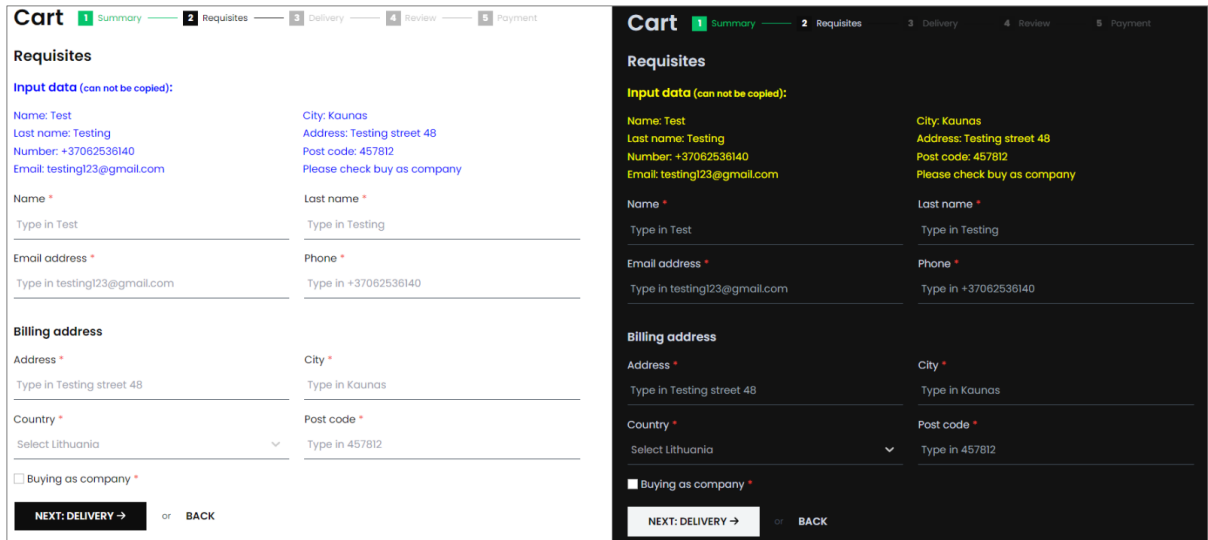 Cart 1 Summary 2 Requisites 3 Delivery 4 Review 5 Payment
Requisites
Input data (can not be copied):
Name: Test City: Kaunas
Last name: Testing Address: Testing street 48
Number: +37062536140 Post code: 457812
Email: testing123@gmail.com Please check buy as company
Name * Last name *
Type in Test Type in Testing
Email address * Phone *
Type in testing123@gmail.com Type in +37062536140
Billing address
Address * City *
Type in Testing street 48 Type in Kaunas
Country * Post code *
Select Lithuania Type in 457812
Buying as company *
NEXT: DELIVERY → or BACK
Cart 1 Summary 2 Requisites 3 Delivery 4 Review 5 Payment
Requisites
Input data (can not be copied):
Name: Test City: Kaunas
Last name: Testing Address: Testing street 48
Number: +37062536140 Post code: 457812
Email: testing123@gmail.com Please check buy as company
Name * Last name *
Type in Test Type in Testing
Email address * Phone *
Type in testing123@gmail.com Type in +37062536140
Billing address
Address * City *
Type in Testing street 48 Type in Kaunas
Country * Post code *
Select Lithuania Type in 457812
Buying as company *
NEXT: DELIVERY → or BACK